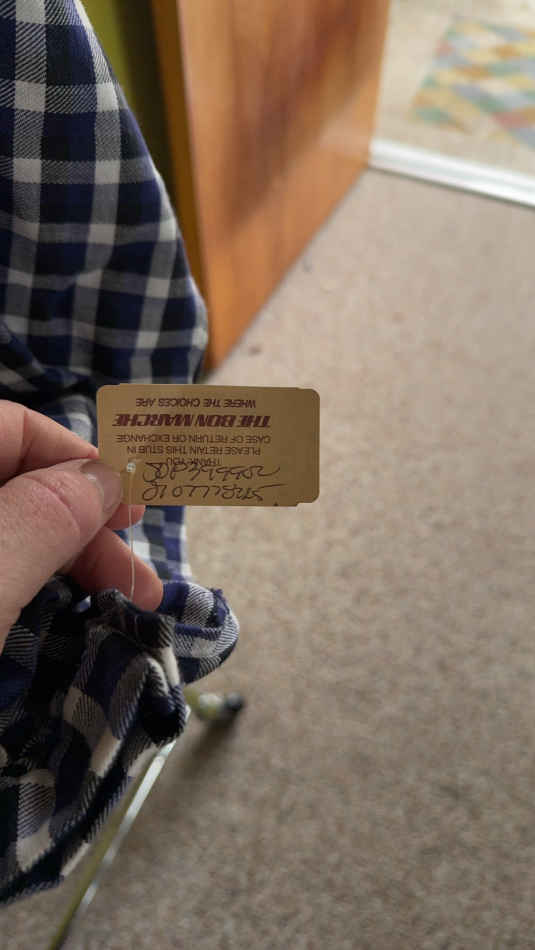 THANK YOU
PLEASE RETAIN THIS STUB IN
CASE OF RETURN OR EXCHANGE
THE BON MARCHE
WHERE THE CHOICES ARE